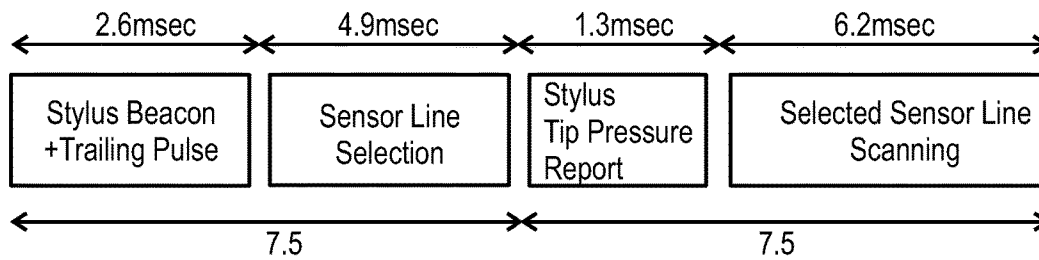 2.6msec 4.9msec 1.3msec 6.2msec
Stylus Beacon
+Trailing Pulse
Sensor Line
Selection
Stylus
Tip Pressure
Report
Selected Sensor Line
Scanning
7.5 7.5